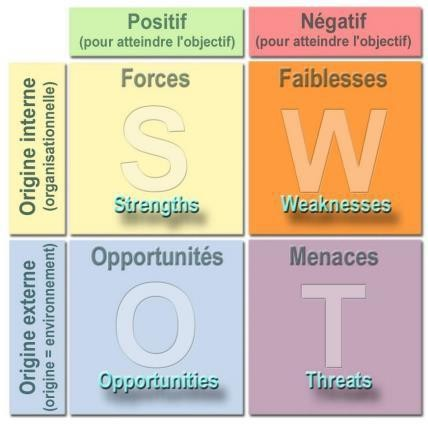 Positif
(pour atteindre l'objectif)
Négatif
(pour atteindre l'objectif)
Origine interne
(organisationnelle)
Forces
S
Strengths
Faiblesses
W
Weaknesses
Origine externe
(origine = environnement)
Opportunités
O
Opportunities
Menaces
T
Threats